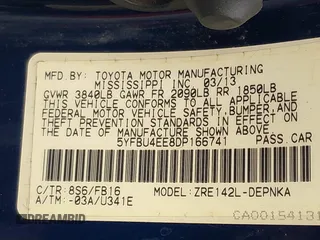 MFD. BY: TOYOTA MOTOR MANUFACTURING
MISSISSIPPI INC. 03/13
GVWR 3840LB GAWR FR 2090LB RR 1850LB
THIS VEHICLE CONFORMS TO ALL APPLICABLE
FEDERAL MOTOR VEHICLE SAFETY, BUMPER, AND
THEFT PREVENTION STANDARDS IN EFFECT ON
THE DATE OF MANUFACTURE SHOWN ABOVE.
5YFBU4EE8DP166741 PASS.CAR
C/TR:8S6/FB16 MODEL:ZRE142L-DEPNKA
A/TM:-03A/U341E
CA00154131
DREAMBID